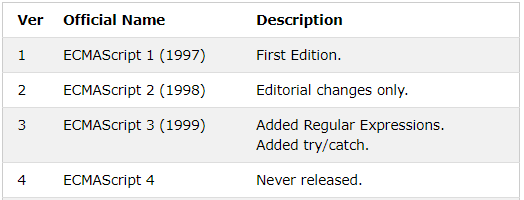 Ver Official Name Description
1 ECMAScript 1 (1997) First Edition.
2 ECMAScript 2 (1998) Editorial changes only.
3 ECMAScript 3 (1999) Added Regular Expressions.
Added try/catch.
4 ECMAScript 4 Never released.